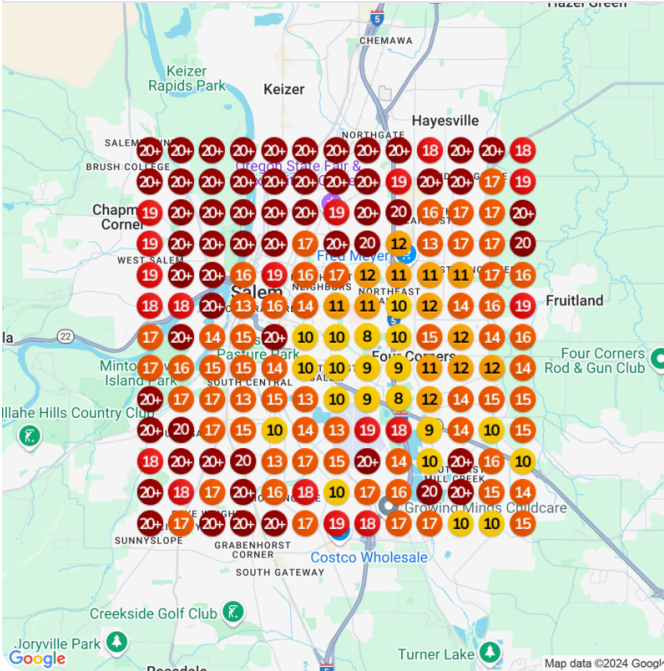 Hazel Green
5
CHEMAWA
Keizer
Rapids Park
Keizer
Hayesville
NORTHGATE
20+ 20+ 20+ 20+ 20+ 20+ 20+ 20+ 20+ 18 20+ 20+ 18
BRUSH COLLEGE
Oregon State Fair &
20+ 20+ 20+ 20+ 20+ 20+ 20+ 20+ 19 20+ 20+ 17 19
19 20+ 20+ 20+ 20+ 20+ 19 20+ 20 16 17 17 20+
Corner
19 20+ 20+ 20+ 20+ 17 20+ 20 12 13 17 17 20
Fred Meyer
WEST SALEM
19 20+ 20+ 16 19 16 17 12 11 11 11 17 16
NEIGHBORS
NORTHEAST
Salem
18 18 20+ 13 16 14 11 11 10 12 14 16 19
Fruitland
22
17 20+ 14 15 20+ 10 10 8 10 15 12 14 16
Pasture Park
Four Corners
Four Corners
Rod & Gun Club
17 16 15 15 14 10 10 9 9 11 12 12 14
Island Park
SOUTH CENTRAL
20+ 17 17 13 15 13 10 9 8 12 14 15 15
llahe Hills Country Club
20+ 20 17 15 10 14 13 19 18 9 14 10 15
18 20+ 20+ 20 13 17 15 20+ 14 10 20+ 16 10
MILL CREEK
20+ 18 17 20+ 16 18 10 17 16 20 20+ 15 14
Growing Minds Childcare
20+ 17 20+ 20+ 20+ 17 19 18 17 17 10 10 15
SUNNYSLOPE
GRABENHORST
CORNER
Costco Wholesale
SOUTH GATEWAY
Creekside Golf Club
Joryville Park
Turner Lake
Rosedale
5
Google
Map data ©2024 Google